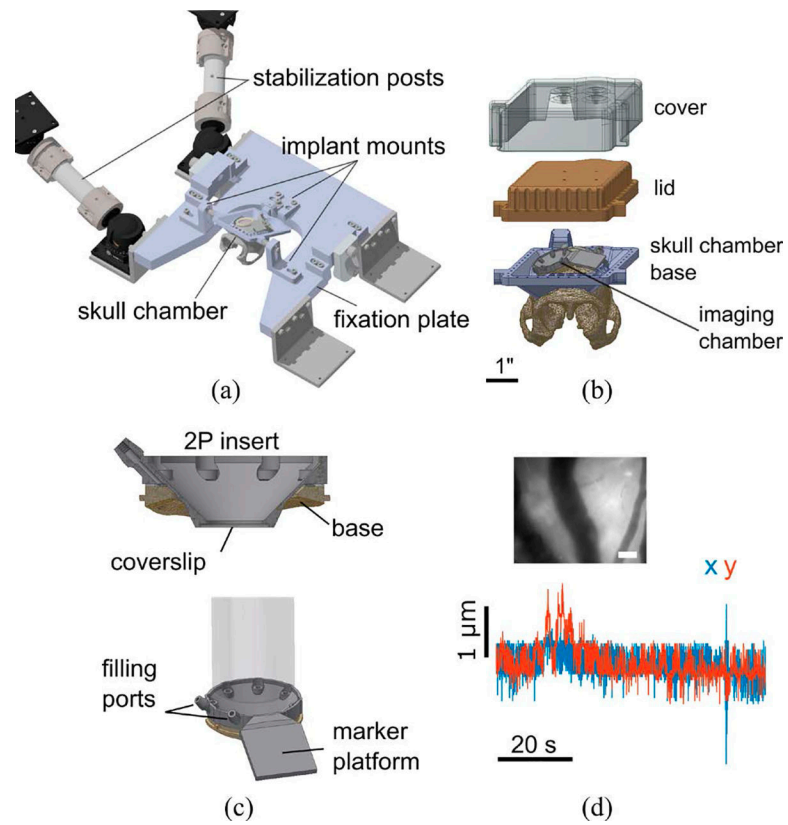 stabilization posts
implant mounts
skull chamber
fixation plate
(a)
cover
lid
skull chamber
base
imaging
chamber
1"
(b)
2P insert
base
coverslip
filling
ports
marker
platform
(c)
x y
1 μm
20 s
(d)